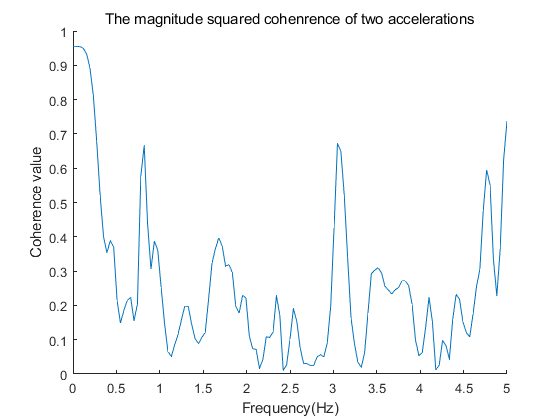 The magnitude squared cohenrence of two accelerations
1
0.9
0.8
0.7
0.6
0.5
0.4
0.3
0.2
0.1
0
Coherence value
0 0.5 1 1.5 2 2.5 3 3.5 4 4.5 5
Frequency(Hz)